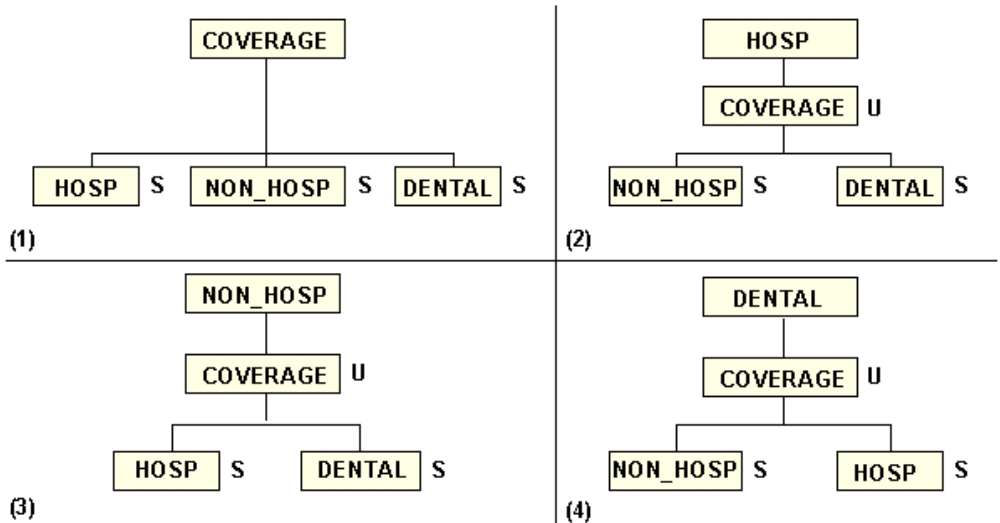 COVERAGE
HOSP S NON_HOSP S DENTAL S
(1)
HOSP
COVERAGE U
NON_HOSP S DENTAL S
(2)
NON_HOSP
COVERAGE U
HOSP S DENTAL S
(3)
DENTAL
COVERAGE U
NON_HOSP S HOSP S
(4)